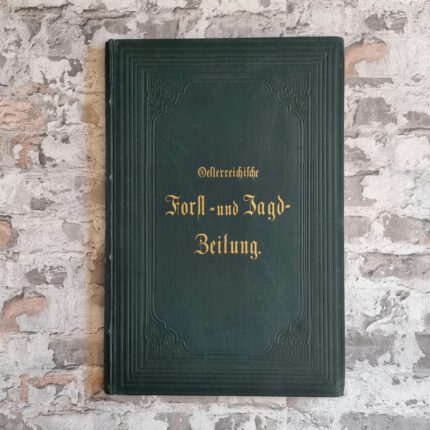 Oesterreichische
Forst-und Jagd-
Zeitung.